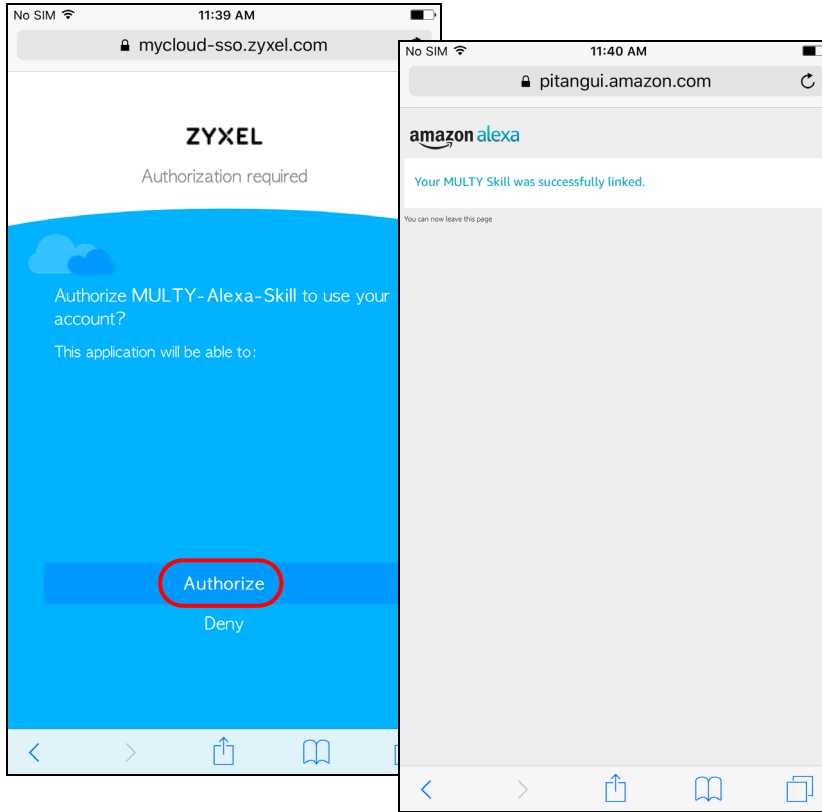 No SIM 11:39 AM
mycloud-sso.zyxel.com
ZYXEL
Authorization required
Authorize MULTY-Alexa-Skill to use your
account?
This application will be able to:
Authorize
Deny
No SIM 11:40 AM
pitangui.amazon.com
amazon alexa
Your MULTY Skill was successfully linked.
You can now leave this page